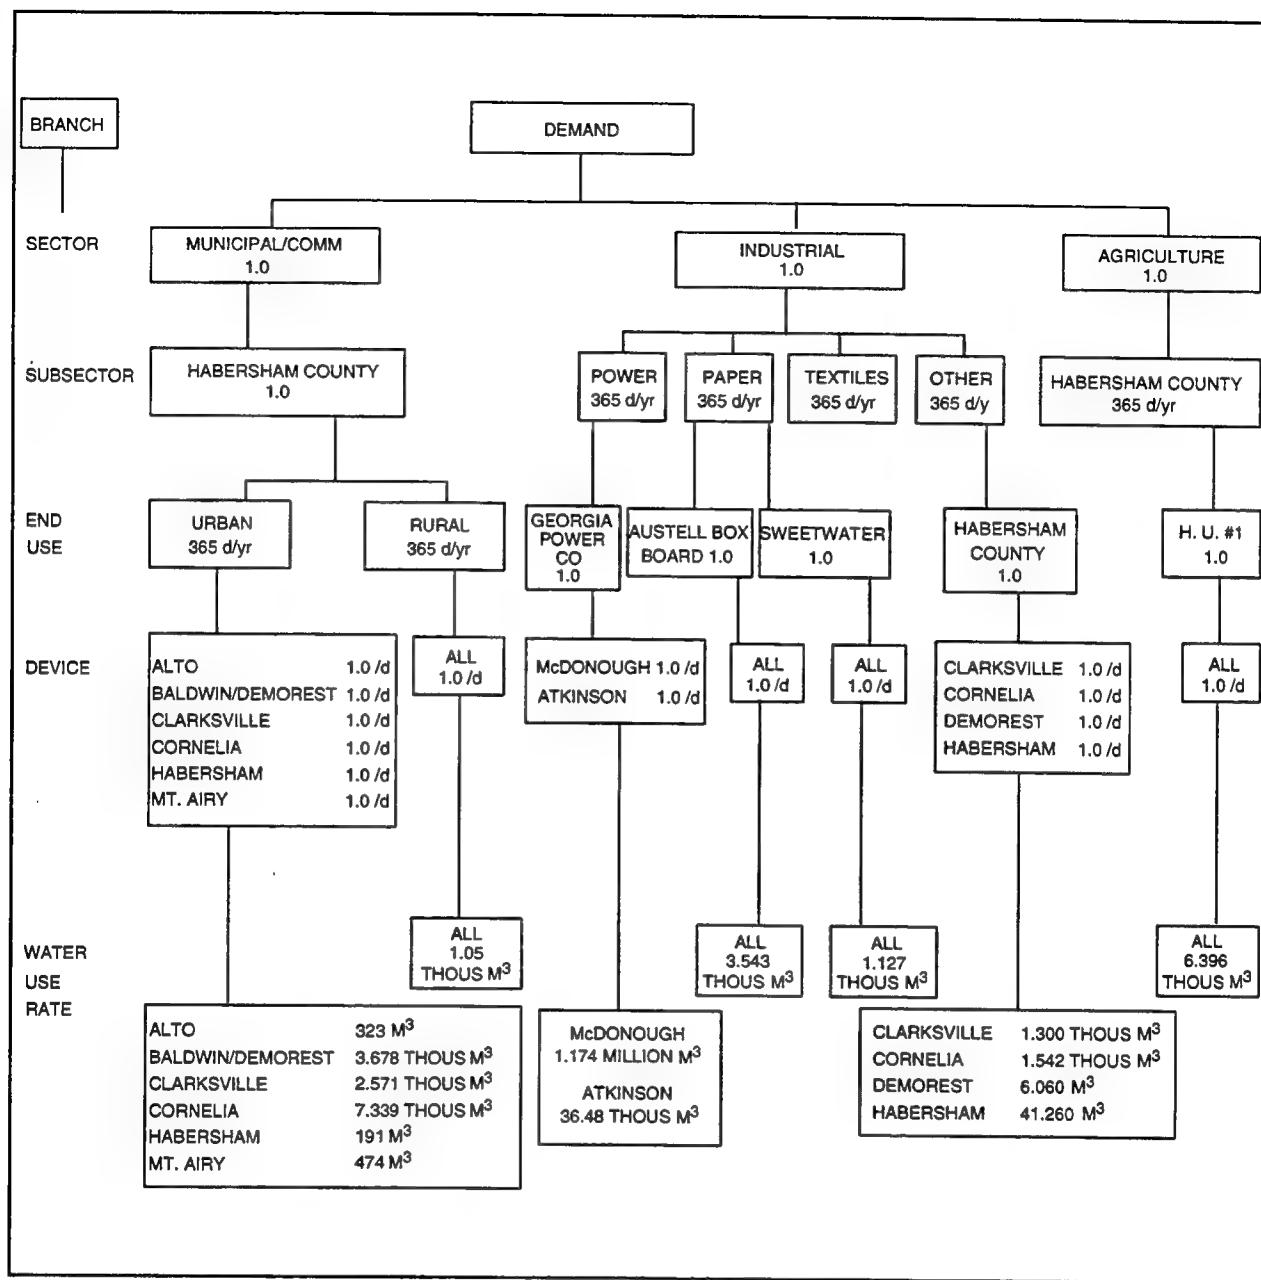 BRANCH
DEMAND
SECTOR
MUNICIPAL/COMM
1.0
INDUSTRIAL
1.0
AGRICULTURE
1.0
SUBSECTOR
HABERSHAM COUNTY
1.0
POWER
365 d/yr
PAPER
365 d/yr
TEXTILES
365 d/yr
OTHER
365 d/y
HABERSHAM COUNTY
365 d/yr
END
USE
URBAN
365 d/yr
RURAL
365 d/yr
GEORGIA
POWER
CO
1.0
AUSTELL BOX
BOARD 1.0
SWEETWATER
1.0
HABERSHAM
COUNTY
1.0
H. U. #1
1.0
DEVICE
ALTO 1.0 /d
BALDWIN/DEMOREST 1.0 /d
CLARKSVILLE 1.0 /d
CORNELIA 1.0 /d
HABERSHAM 1.0 /d
MT. AIRY 1.0 /d
ALL
1.0 /d
McDONOUGH 1.0 /d
ATKINSON 1.0 /d
ALL
1.0 /d
ALL
1.0 /d
CLARKSVILLE 1.0 /d
CORNELIA 1.0 /d
DEMOREST 1.0 /d
HABERSHAM 1.0 /d
ALL
1.0 /d
WATER
USE
RATE
ALTO 323 M³
BALDWIN/DEMOREST 3.678 THOUS M³
CLARKSVILLE 2.571 THOUS M³
CORNELIA 7.339 THOUS M³
HABERSHAM 191 M³
MT. AIRY 474 M³
ALL
1.05
THOUS M³
McDONOUGH
1.174 MILLION M³
ATKINSON
36.48 THOUS M³
ALL
3.543
THOUS M³
ALL
1.127
THOUS M³
CLARKSVILLE 1.300 THOUS M³
CORNELIA 1.542 THOUS M³
DEMOREST 6.060 M³
HABERSHAM 41.260 M³
ALL
6.396
THOUS M³